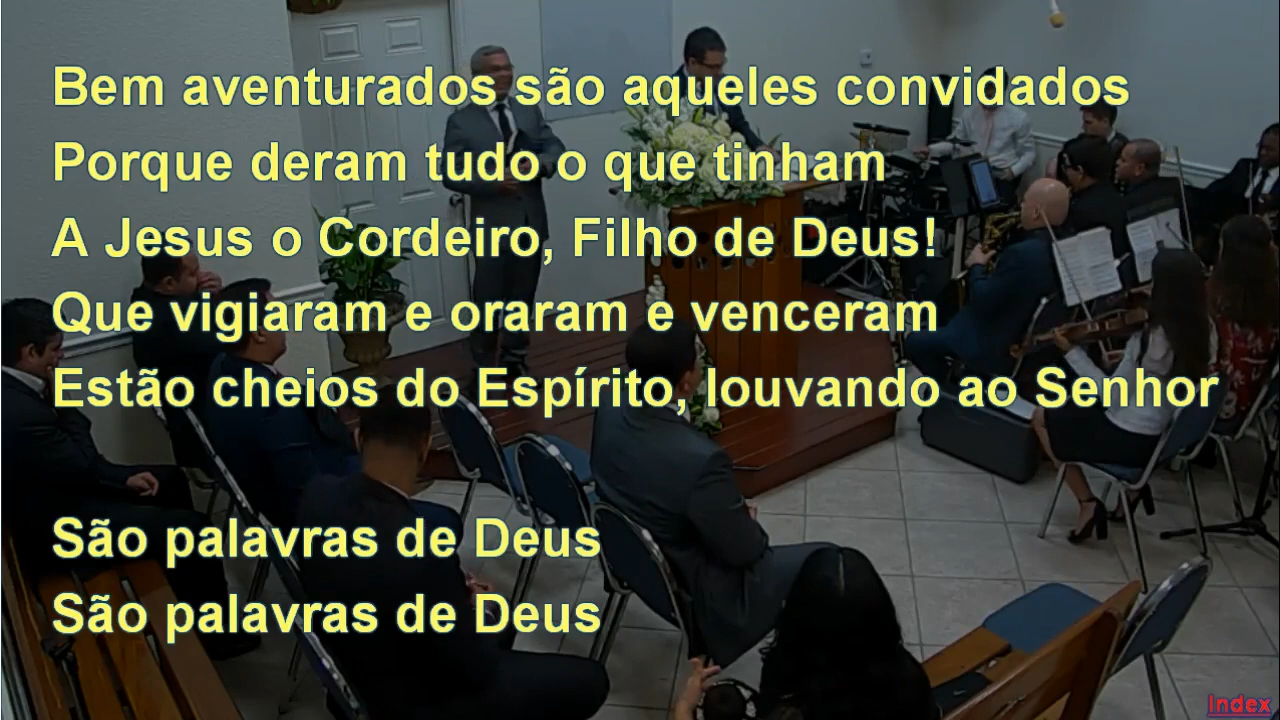 Bem aventurados são aqueles convidados
Porque deram tudo o que tinham
A Jesus o Cordeiro, Filho de Deus!
Que vigiaram e oraram e venceram
Estão cheios do Espírito, louvando ao Senhor
São palavras de Deus
São palavras de Deus
Index